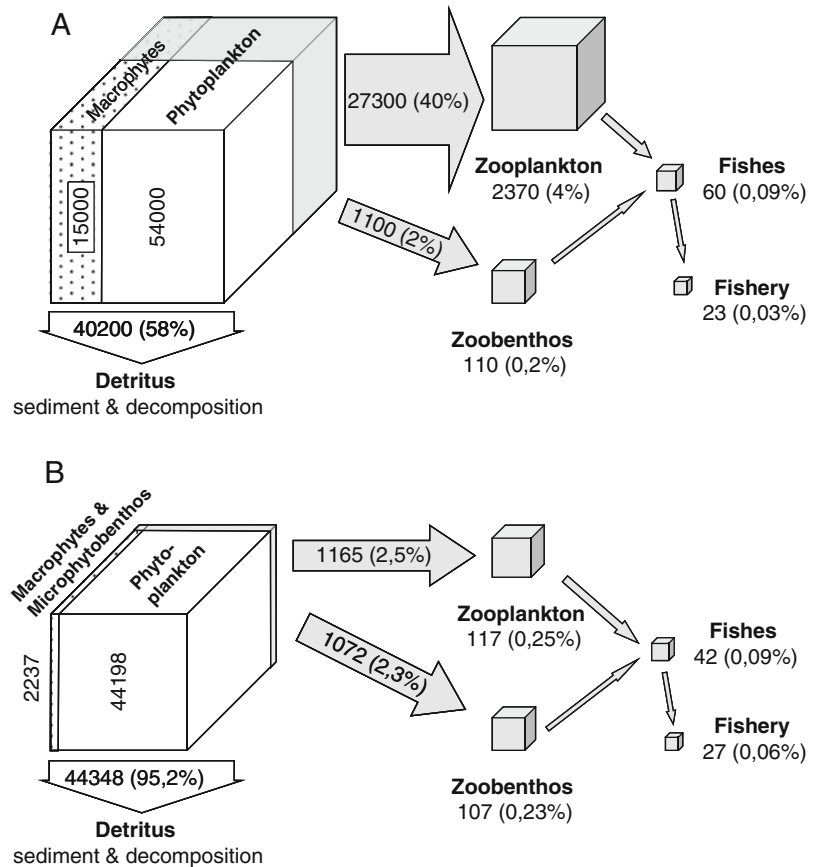 A
Macrophytes
Phytoplankton
15000
54000
27300 (40%)
1100 (2%)
Zooplankton
2370 (4%)
Fishes
60 (0,09%)
Zoobenthos
110 (0,2%)
Fishery
23 (0,03%)
40200 (58%)
Detritus
sediment & decomposition
B
Macrophytes &
Microphytobenthos
Phyto-
plankton
2237
44198
1165 (2,5%)
1072 (2,3%)
Zooplankton
117 (0,25%)
Fishes
42 (0,09%)
Zoobenthos
107 (0,23%)
Fishery
27 (0,06%)
44348 (95,2%)
Detritus
sediment & decomposition